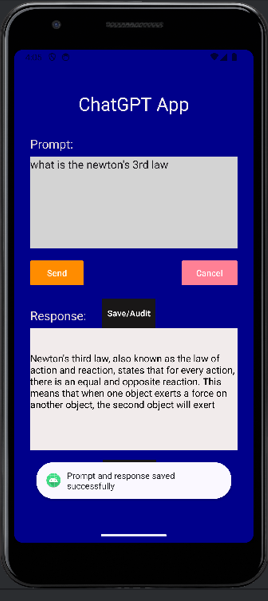 ChatGPT App
Prompt:
what is the newton's 3rd law
Send
Cancel
Response:
Save/Audit
Newton's third law, also known as the law of
action and reaction, states that for every action,
there is an equal and opposite reaction. This
means that when one object exerts a force on
another object, the second object will exert
Prompt and response saved
successfully